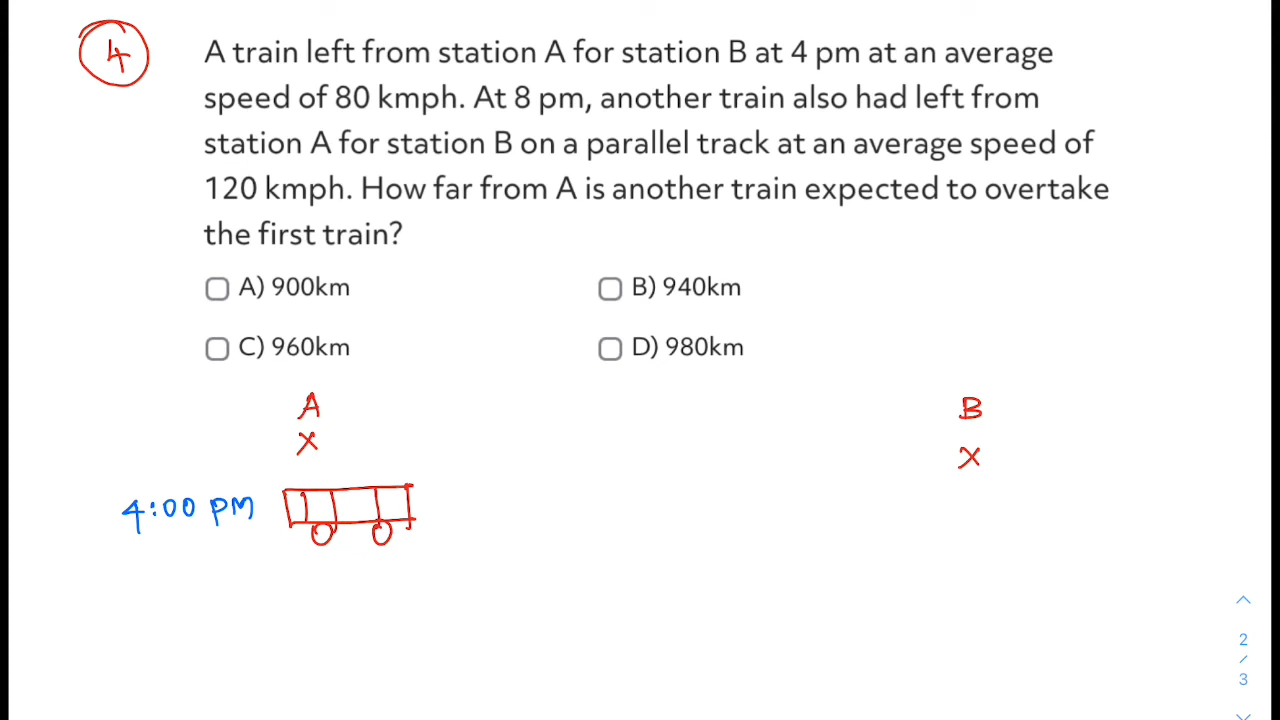 4
A train left from station A for station B at 4 pm at an average
speed of 80 kmph. At 8 pm, another train also had left from
station A for station B on a parallel track at an average speed of
120 kmph. How far from A is another train expected to overtake
the first train?
A) 900km
B) 940km
C) 960km
D) 980km
A
B
X
X
4:00 PM
2
/
3